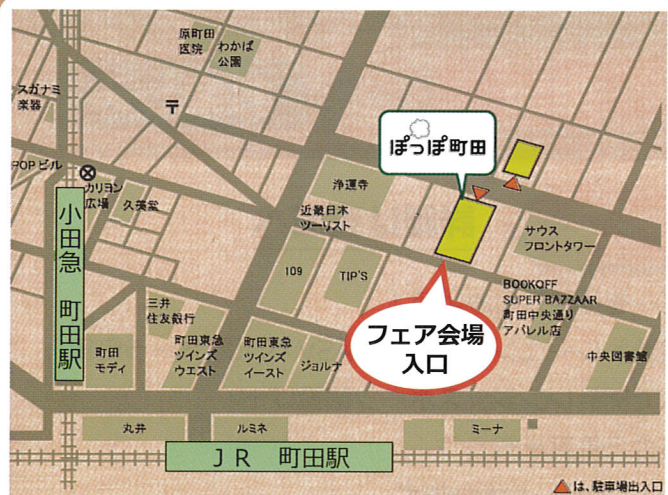 原町田
医院
わかば
公園
スガナミ
楽器
〒
POPビル
カリヨン
広場
久美堂
浄運寺
近畿日本
ツーリスト
ぽっぽ町田
サウス
フロントタワー
小田急 町田駅
109
TIP'S
BOOKOFF
SUPER BAZZAAR
町田中央通り
アパレル店
三井
住友銀行
町田東急
ツインズ
ウエスト
町田東急
ツインズ
イースト
ジョルナ
フェア会場
入口
町田
モディ
中央図書館
丸井
ルミネ
ミーナ
JR 町田駅
は、駐車場出入口